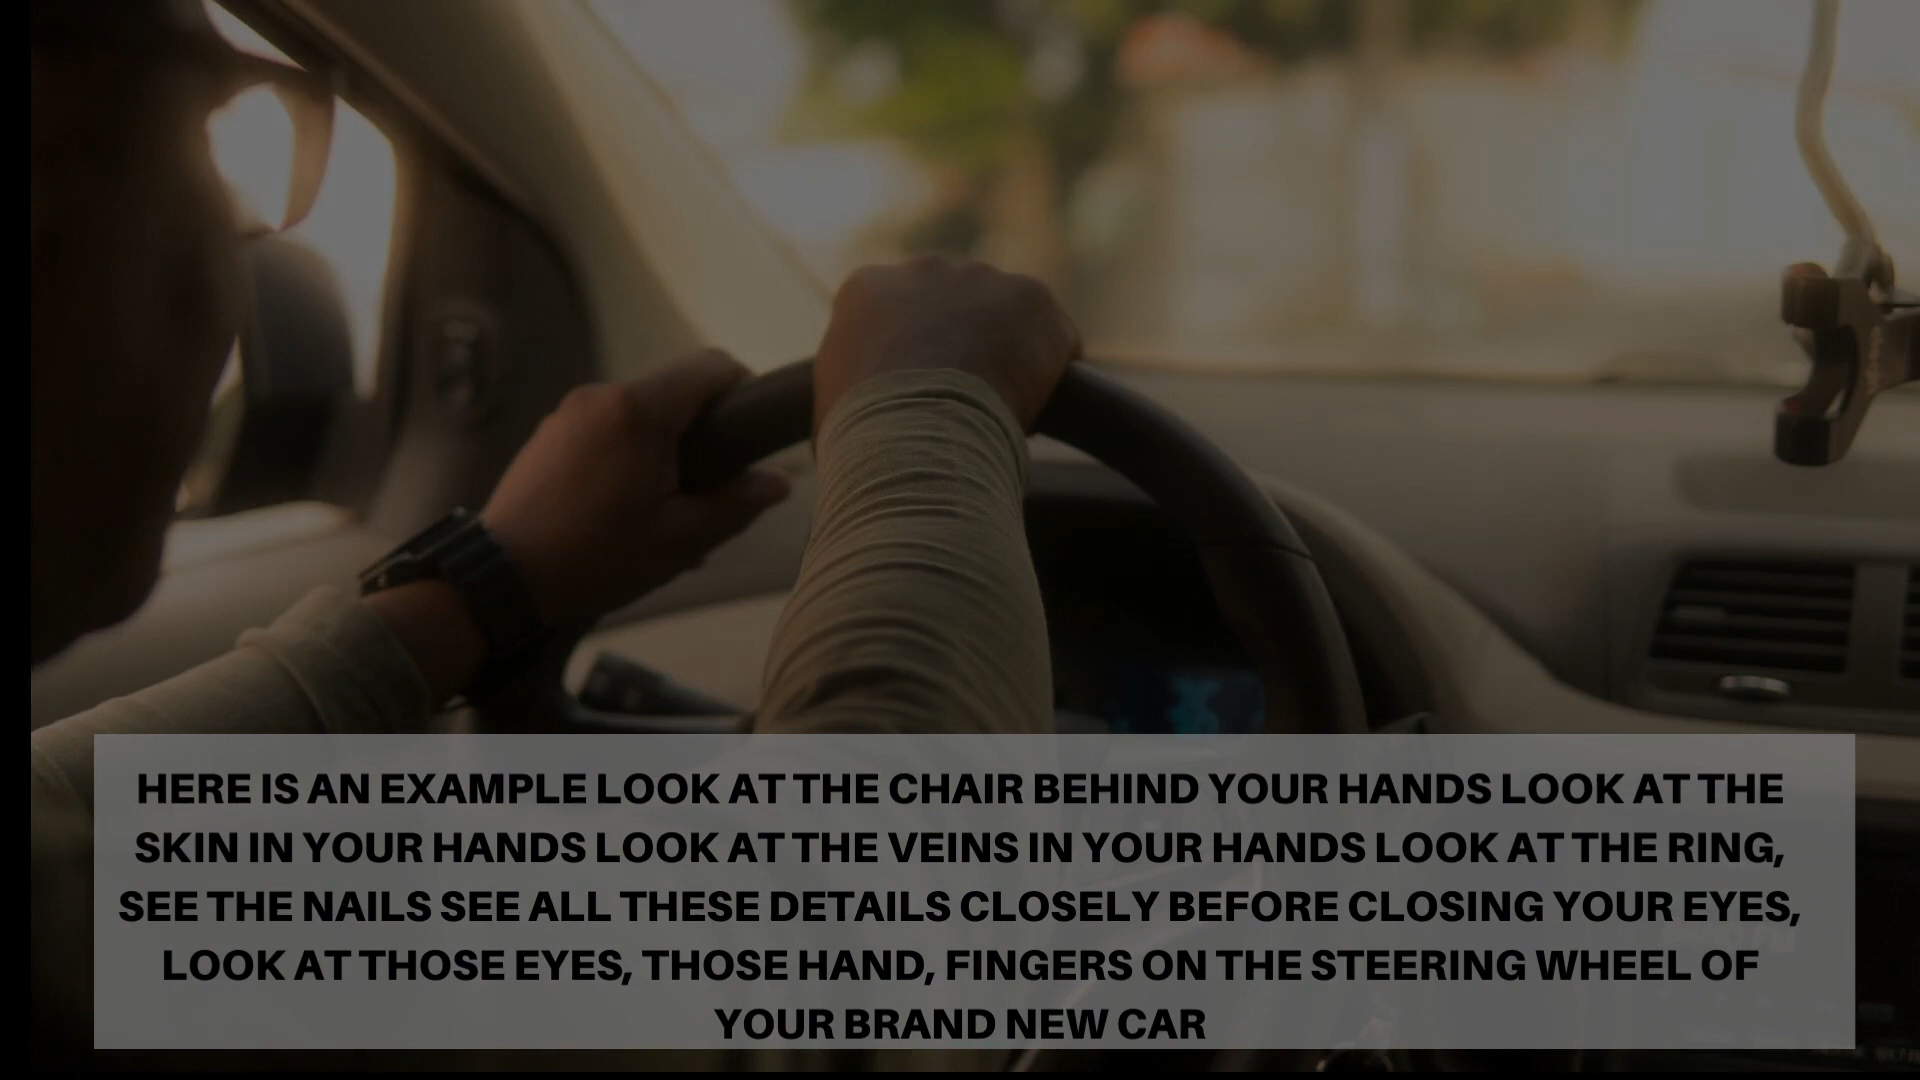 HERE IS AN EXAMPLE LOOK AT THE CHAIR BEHIND YOUR HANDS LOOK AT THE
SKIN IN YOUR HANDS LOOK AT THE VEINS IN YOUR HANDS LOOK AT THE RING,
SEE THE NAILS SEE ALL THESE DETAILS CLOSELY BEFORE CLOSING YOUR EYES,
LOOK AT THOSE EYES, THOSE HAND, FINGERS ON THE STEERING WHEEL OF
YOUR BRAND NEW CAR